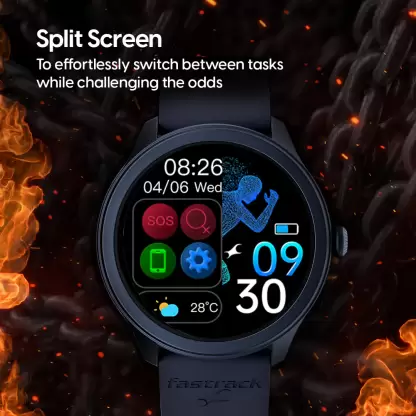 Split Screen
To effortlessly switch between tasks
while challenging the odds
08:26
04/06 Wed
SOS
09
30
28°C
fastrack